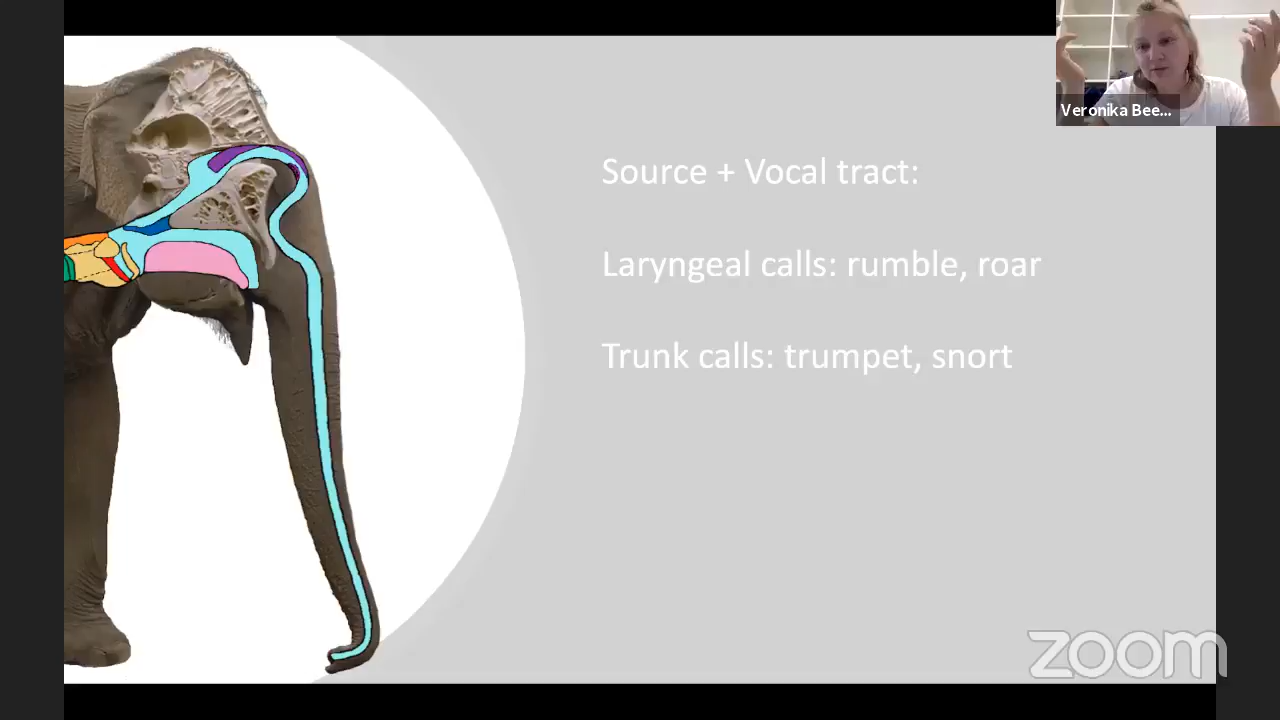 Veronika Bee...
Source + Vocal tract:
Laryngeal calls: rumble, roar
Trunk calls: trumpet, snort
zoom